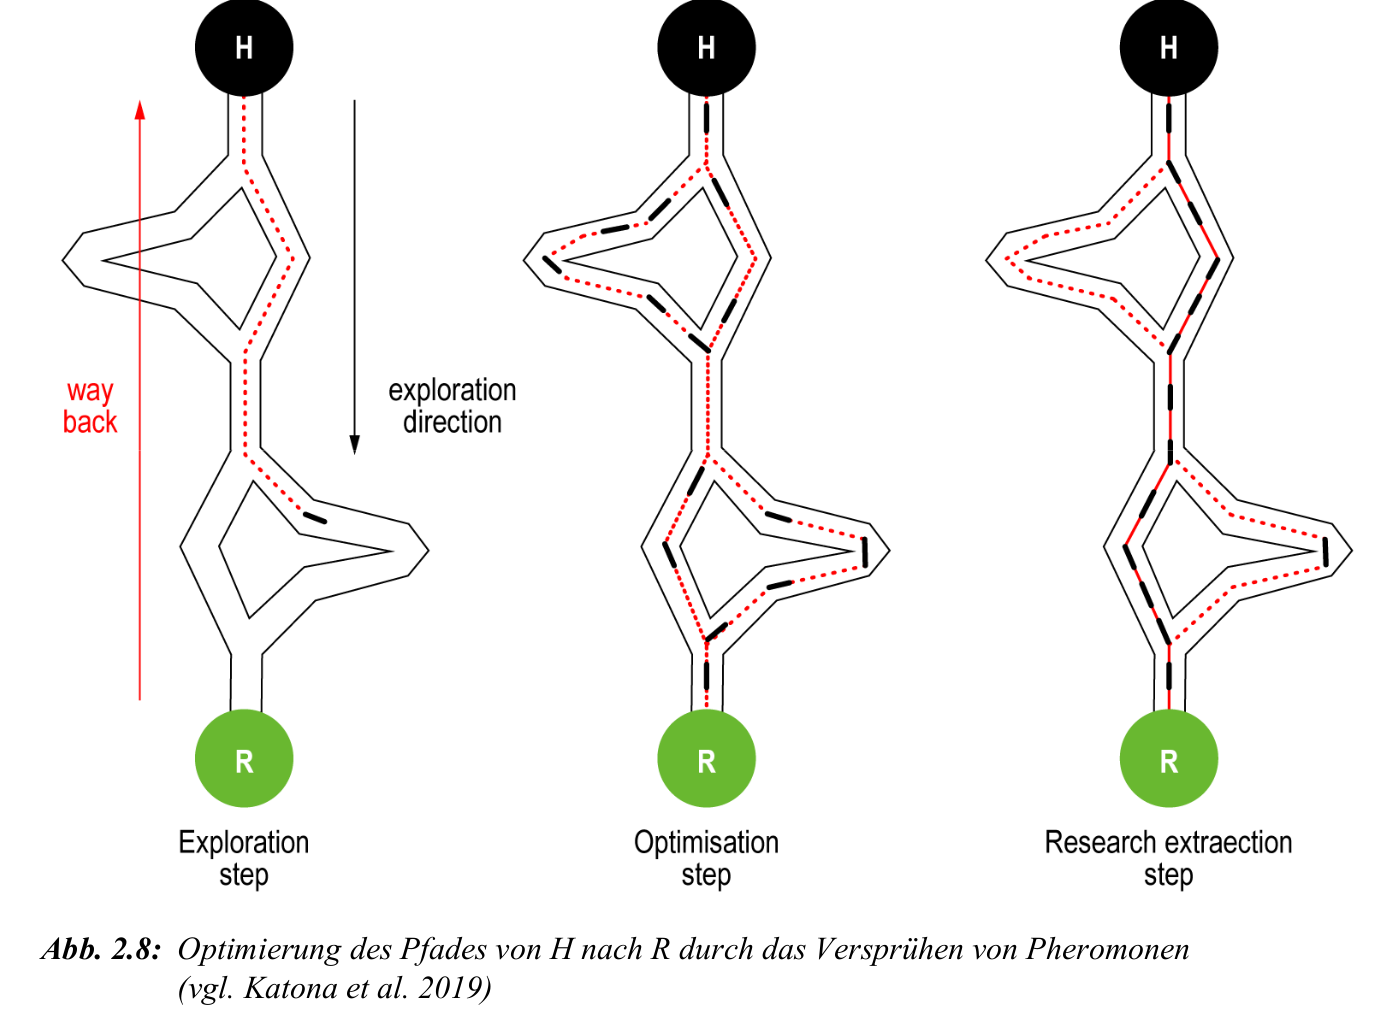 H
H
H
way
back
exploration
direction
R
R
R
Exploration
step
Optimisation
step
Research extraection
step
Abb. 2.8: Optimierung des Pfades von H nach R durch das Versprühen von Pheromonen
(vgl. Katona et al. 2019)